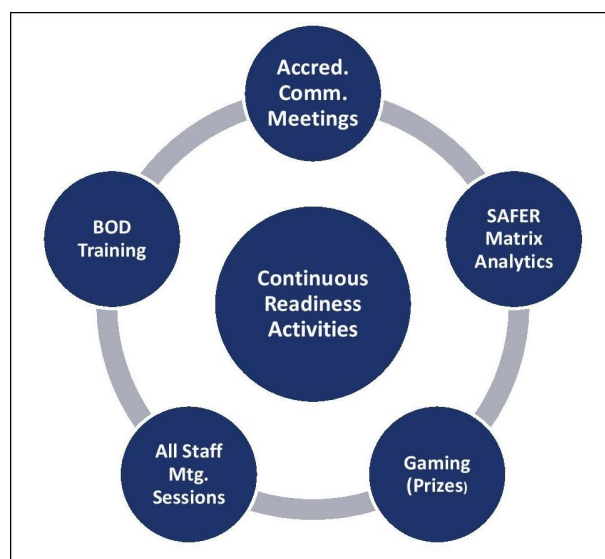 Accred.
Comm.
Meetings
SAFER
Matrix
Analytics
BOD
Training
Continuous
Readiness
Activities
All Staff
Mtg.
Sessions
Gaming
(Prizes)